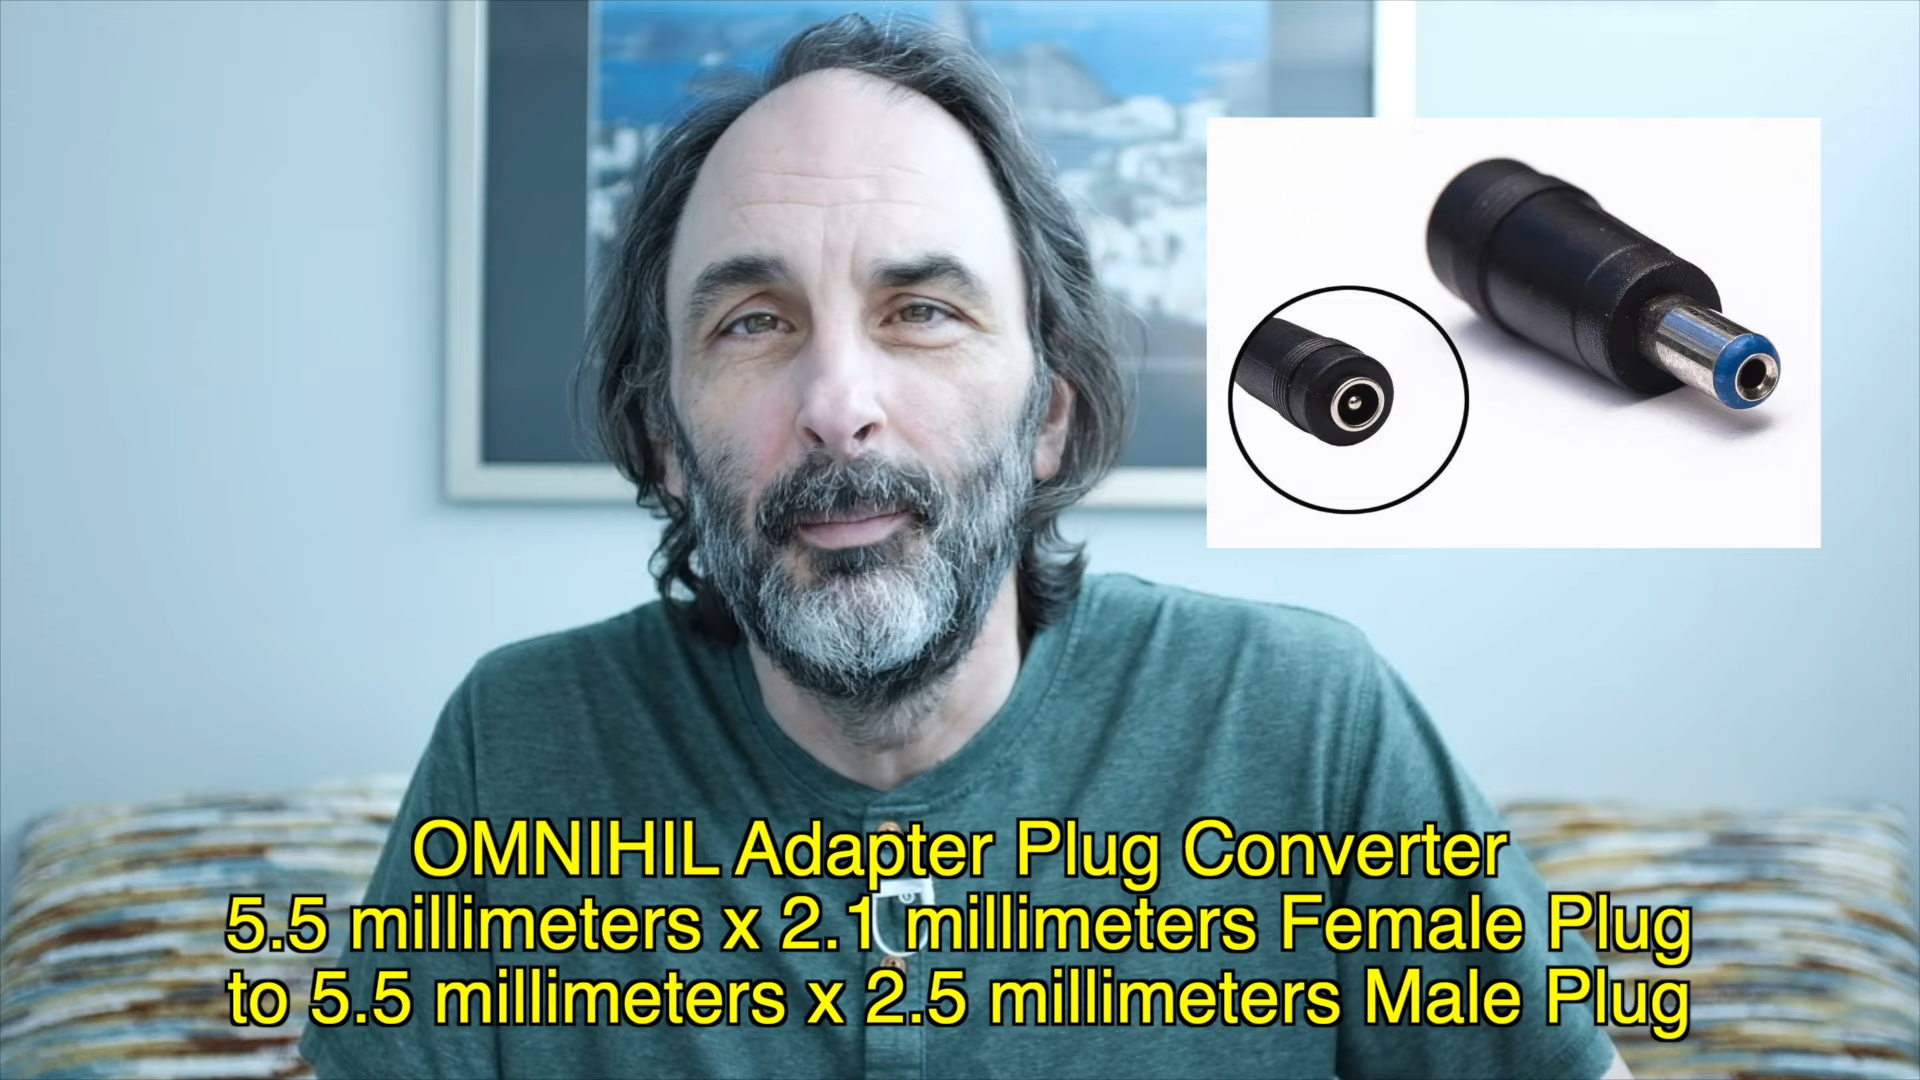 OMNIHIL Adapter Plug Converter
5.5 millimeters x 2.1 millimeters Female Plug
to 5.5 millimeters x 2.5 millimeters Male Plug